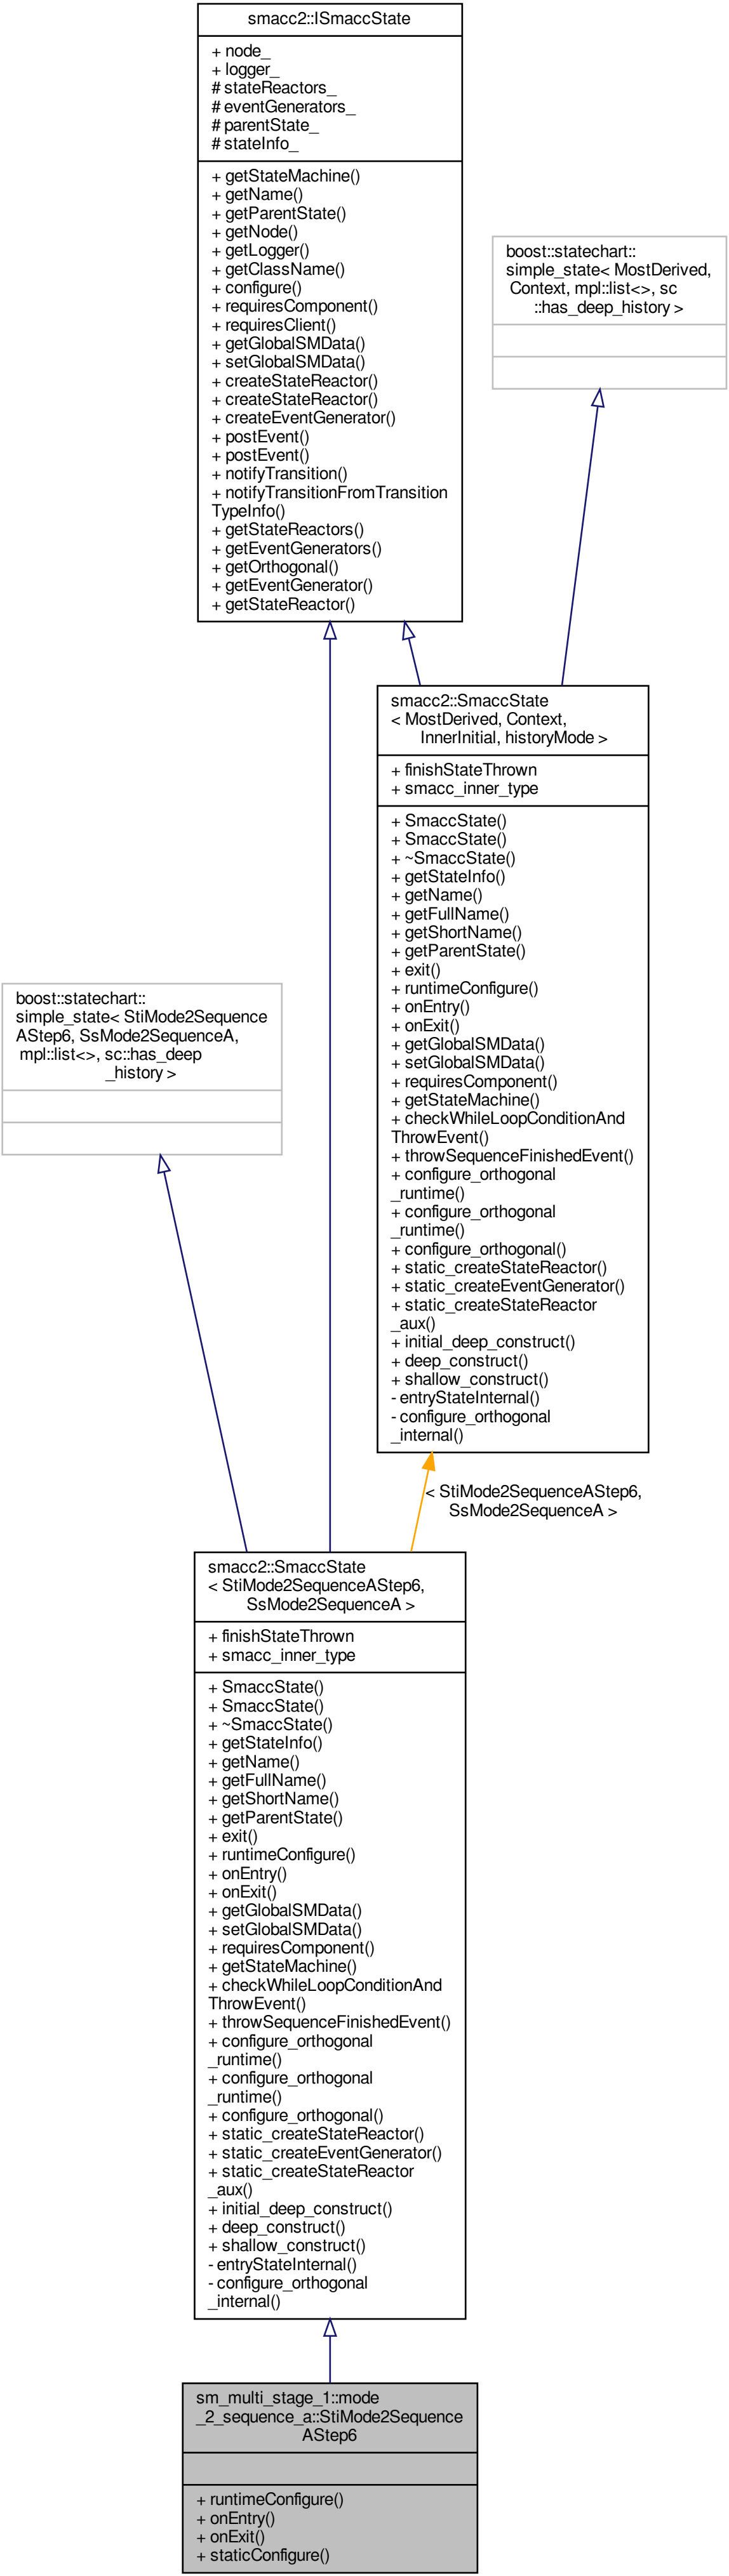 smacc2::ISmaccState
+ node_
+ logger_
# stateReactors_
# eventGenerators_
# parentState_
# stateInfo_
+ getStateMachine()
+ getName()
+ getParentState()
+ getNode()
+ getLogger()
+ getClassName()
+ configure()
+ requiresComponent()
+ requiresClient()
+ getGlobalSMData()
+ setGlobalSMData()
+ createStateReactor()
+ createStateReactor()
+ createEventGenerator()
+ postEvent()
+ postEvent()
+ notifyTransition()
+ notifyTransitionFromTransition
TypeInfo()
+ getStateReactors()
+ getEventGenerators()
+ getOrthogonal()
+ getEventGenerator()
+ getStateReactor()
boost::statechart::
simple_state< MostDerived,
Context, mpl::list<>, sc
::has_deep_history >
smacc2::SmaccState
< MostDerived, Context,
InnerInitial, historyMode >
+ finishStateThrown
+ smacc_inner_type
+ SmaccState()
+ SmaccState()
+ ~SmaccState()
+ getStateInfo()
+ getName()
+ getFullName()
+ getShortName()
+ getParentState()
+ exit()
+ runtimeConfigure()
+ onEntry()
+ onExit()
+ getGlobalSMData()
+ setGlobalSMData()
+ requiresComponent()
+ getStateMachine()
+ checkWhileLoopConditionAnd
ThrowEvent()
+ throwSequenceFinishedEvent()
+ configure_orthogonal
_runtime()
+ configure_orthogonal
_runtime()
+ configure_orthogonal()
+ static_createStateReactor()
+ static_createEventGenerator()
+ static_createStateReactor
_aux()
+ initial_deep_construct()
+ deep_construct()
+ shallow_construct()
- entryStateInternal()
- configure_orthogonal
_internal()
boost::statechart::
simple_state< StiMode2Sequence
AStep6, SsMode2SequenceA,
mpl::list<>, sc::has_deep
_history >
< StiMode2SequenceAStep6,
SsMode2SequenceA >
smacc2::SmaccState
< StiMode2SequenceAStep6,
SsMode2SequenceA >
+ finishStateThrown
+ smacc_inner_type
+ SmaccState()
+ SmaccState()
+ ~SmaccState()
+ getStateInfo()
+ getName()
+ getFullName()
+ getShortName()
+ getParentState()
+ exit()
+ runtimeConfigure()
+ onEntry()
+ onExit()
+ getGlobalSMData()
+ setGlobalSMData()
+ requiresComponent()
+ getStateMachine()
+ checkWhileLoopConditionAnd
ThrowEvent()
+ throwSequenceFinishedEvent()
+ configure_orthogonal
_runtime()
+ configure_orthogonal
_runtime()
+ configure_orthogonal()
+ static_createStateReactor()
+ static_createEventGenerator()
+ static_createStateReactor
_aux()
+ initial_deep_construct()
+ deep_construct()
+ shallow_construct()
- entryStateInternal()
- configure_orthogonal
_internal()
sm_multi_stage_1::mode
_2_sequence_a::StiMode2Sequence
AStep6
+ runtimeConfigure()
+ onEntry()
+ onExit()
+ staticConfigure()